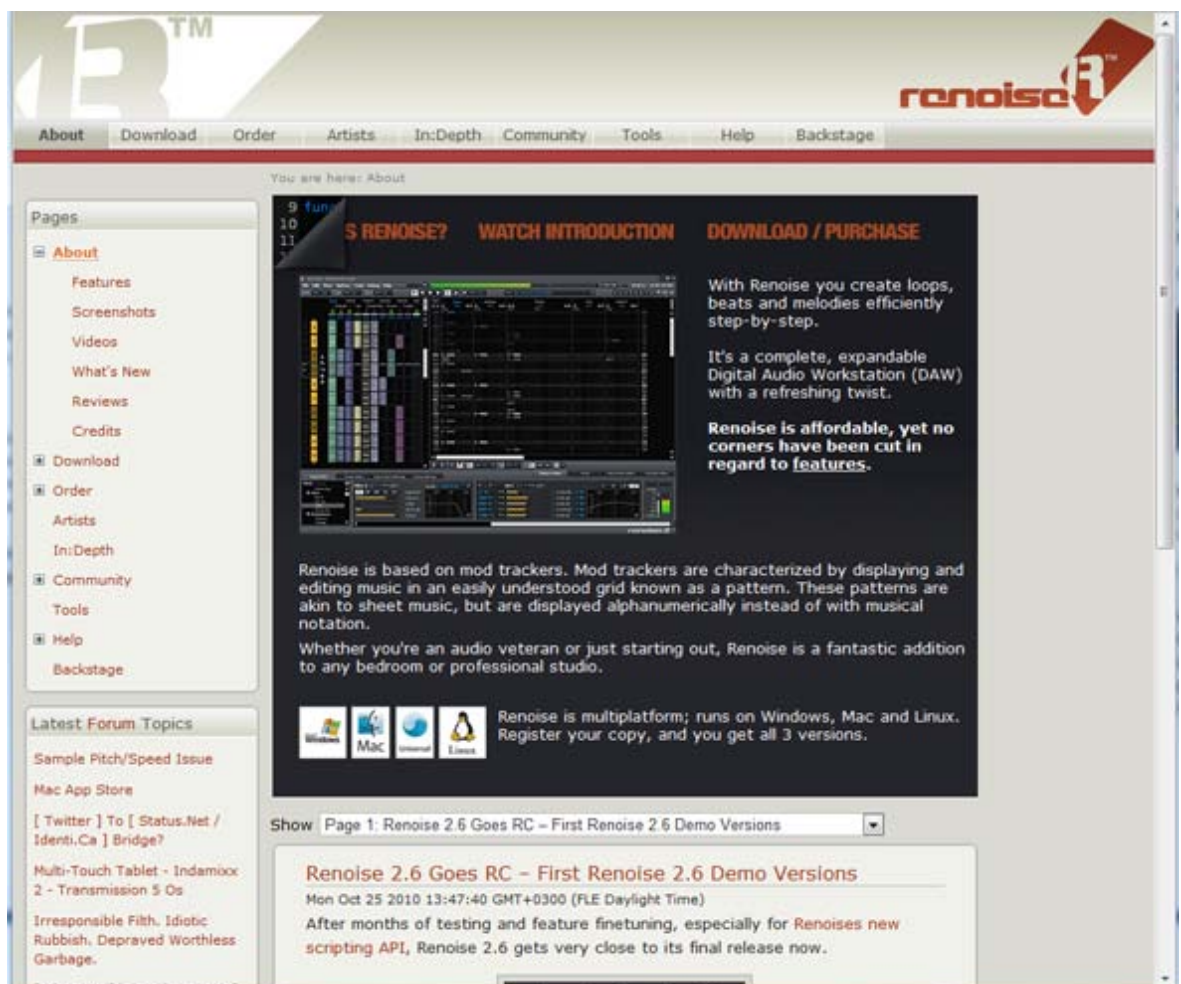 TM
renoise
TM
About Download Order Artists In:Depth Community Tools Help Backstage
You are here: About
Pages
About
Features
Screenshots
Videos
What's New
Reviews
Credits
Download
Order
Artists
In:Depth
Community
Tools
Help
Backstage
Latest Forum Topics
Sample Pitch/Speed Issue
Mac App Store
[ Twitter ] To [ Status.Net /
Identi.Ca ] Bridge?
Multi-Touch Tablet - Indamixx
2 - Transmission 5 Os
Irresponsible Filth. Idiotic
Rubbish. Depraved Worthless
Garbage.
9 func
10
11
S RENOISE? WATCH INTRODUCTION DOWNLOAD / PURCHASE
With Renoise you create loops,
beats and melodies efficiently
step-by-step.
It's a complete, expandable
Digital Audio Workstation (DAW)
with a refreshing twist.
Renoise is affordable, yet no
corners have been cut in
regard to features.
Renoise is based on mod trackers. Mod trackers are characterized by displaying and
editing music in an easily understood grid known as a pattern. These patterns are
akin to sheet music, but are displayed alphanumerically instead of with musical
notation.
Whether you're an audio veteran or just starting out, Renoise is a fantastic addition
to any bedroom or professional studio.
Windows Mac Universal Linux
Renoise is multiplatform; runs on Windows, Mac and Linux.
Register your copy, and you get all 3 versions.
Show Page 1: Renoise 2.6 Goes RC – First Renoise 2.6 Demo Versions
Renoise 2.6 Goes RC – First Renoise 2.6 Demo Versions
Mon Oct 25 2010 13:47:40 GMT+0300 (FLE Daylight Time)
After months of testing and feature finetuning, especially for Renoises new
scripting API, Renoise 2.6 gets very close to its final release now.